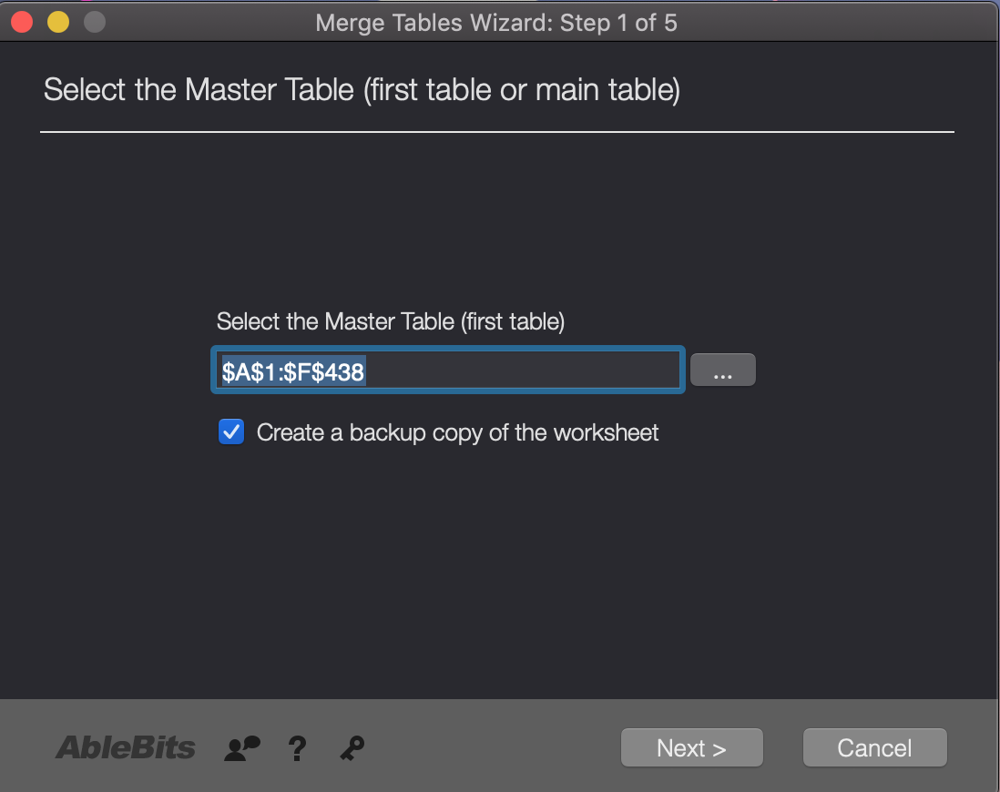 Merge Tables Wizard: Step 1 of 5
Select the Master Table (first table or main table)
Select the Master Table (first table)
$A$1:$F$438
...
Create a backup copy of the worksheet
AbleBits
?
Next >
Cancel